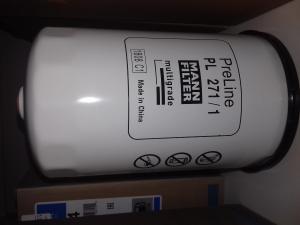 PreLine
PL 271/1
MANN
FILTER
multigrade
Made in China